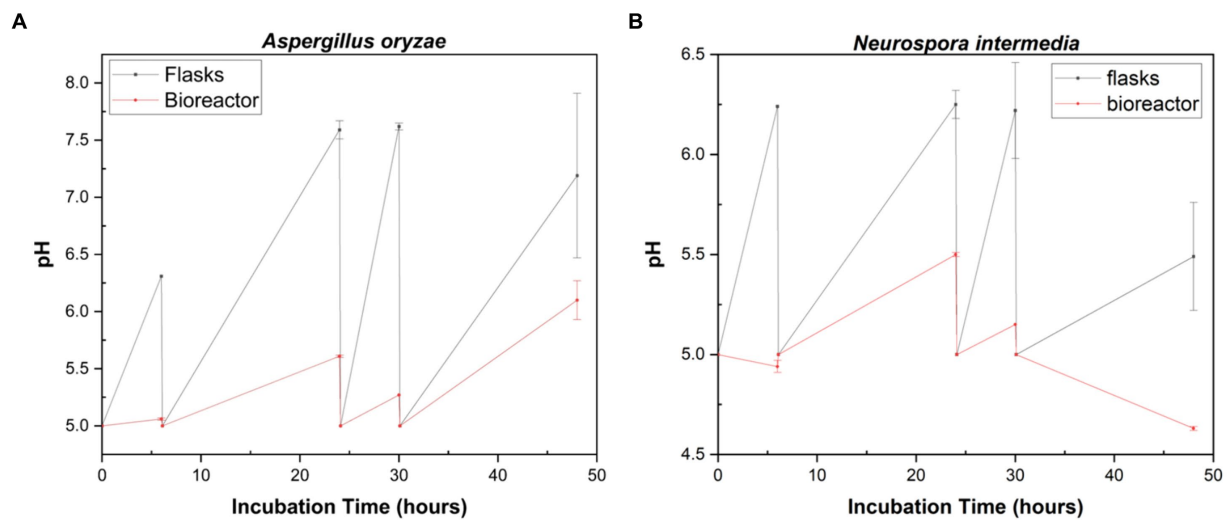 A
Aspergillus oryzae
Flasks
Bioreactor
8.0
7.5
7.0
6.5
6.0
5.5
5.0
pH
0
10
20
30
40
50
Incubation Time (hours)
B
Neurospora intermedia
flasks
bioreactor
6.5
6.0
5.5
5.0
4.5
pH
0
10
20
30
40
50
Incubation Time (hours)